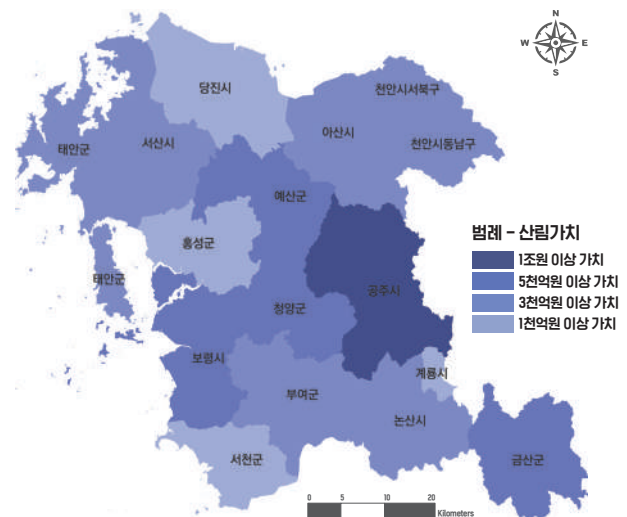 N
W E
S
당진시
천안시서북구
아산시
서산시
천안시동남구
태안군
예산군
범례 - 산림가치
홍성군
1조원 이상 가치
태안군
5천억원 이상 가치
공주시
3천억원 이상 가치
청양군
1천억원 이상 가치
보령시
계룡시
부여군
논산시
서천군
금산군
0 5 10 20
Kilometers